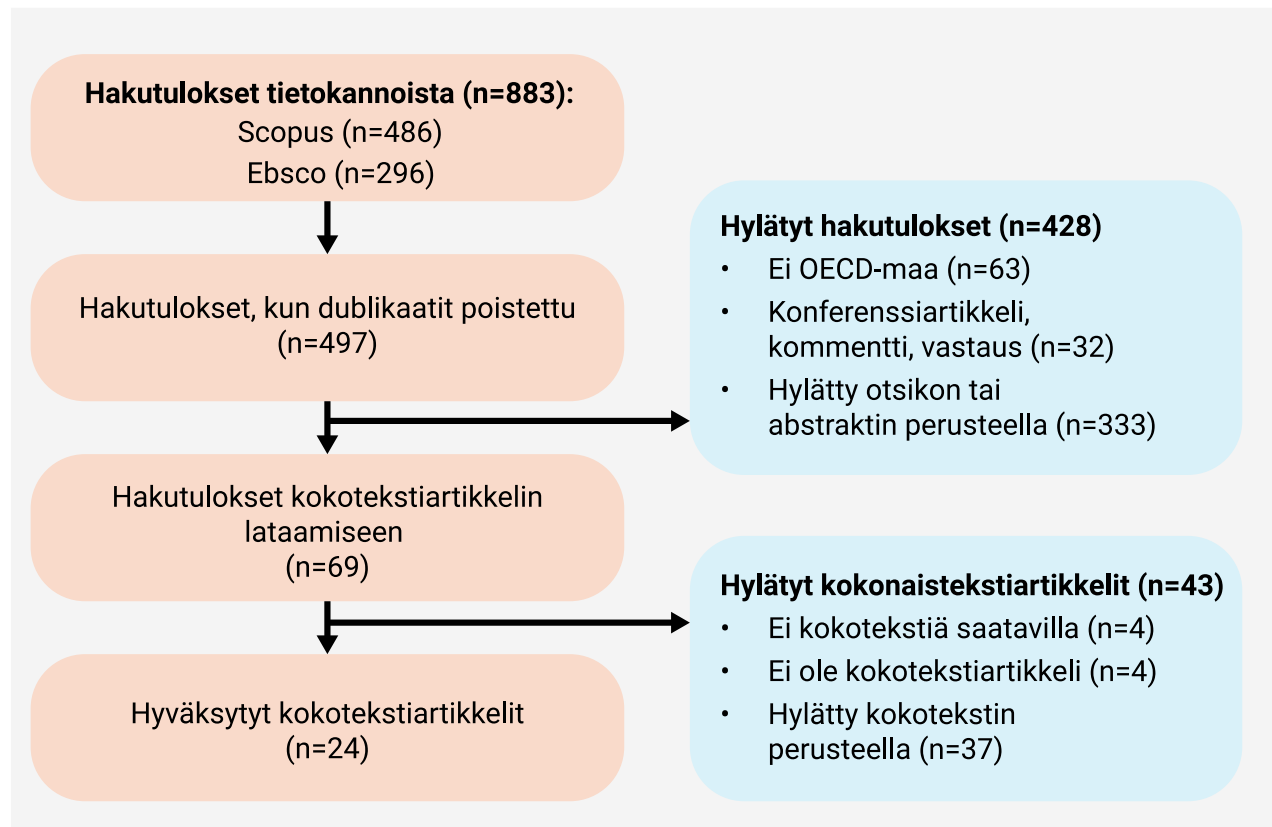 Hakutulokset tietokannoista (n=883):
Scopus (n=486)
Ebsco (n=296)
Hakutulokset, kun dublikaatit poistettu
(n=497)
Hylätyt hakutulokset (n=428)
• Ei OECD-maa (n=63)
• Konferenssiartikkeli,
kommentti, vastaus (n=32)
• Hylätty otsikon tai
abstraktin perusteella (n=333)
Hakutulokset kokotekstiartikkelin
lataamiseen
(n=69)
Hylätyt kokonaistekstiartikkelit (n=43)
• Ei kokotekstiä saatavilla (n=4)
• Ei ole kokotekstiartikkeli (n=4)
• Hylätty kokotekstin
perusteella (n=37)
Hyväksytyt kokotekstiartikkelit
(n=24)